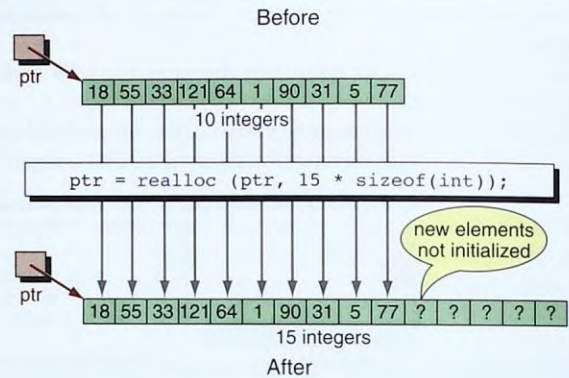 Before
ptr
18 55 33 121 64 1 90 31 5 77
10 integers
ptr = realloc (ptr, 15 * sizeof(int));
new elements
not initialized
ptr
18 55 33 121 64 1 90 31 5 77 ? ? ? ? ?
15 integers
After